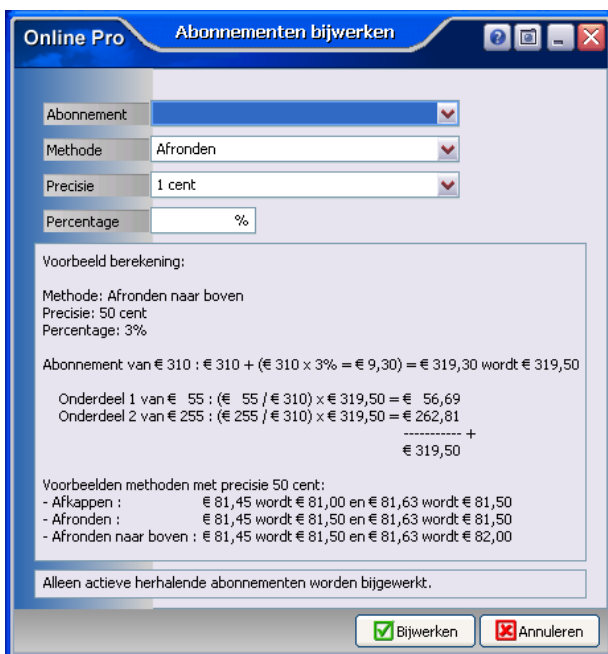 Online Pro
Abonnementen bijwerken
Abonnement
Methode Afronden
Precisie 1 cent
Percentage %
Voorbeeld berekening:
Methode: Afronden naar boven
Precisie: 50 cent
Percentage: 3%
Abonnement van € 310 : € 310 + (€ 310 x 3% = € 9,30) = € 319,30 wordt € 319,50
Onderdeel 1 van € 55 : (€ 55 / € 310) x € 319,50 = € 56,69
Onderdeel 2 van € 255 : (€ 255 / € 310) x € 319,50 = € 262,81
----------- +
€ 319,50
Voorbeelden methoden met precisie 50 cent:
- Afkappen : € 81,45 wordt € 81,00 en € 81,63 wordt € 81,50
- Afronden : € 81,45 wordt € 81,50 en € 81,63 wordt € 81,50
- Afronden naar boven : € 81,45 wordt € 81,50 en € 81,63 wordt € 82,00
Alleen actieve herhalende abonnementen worden bijgewerkt.
Bijwerken Annuleren